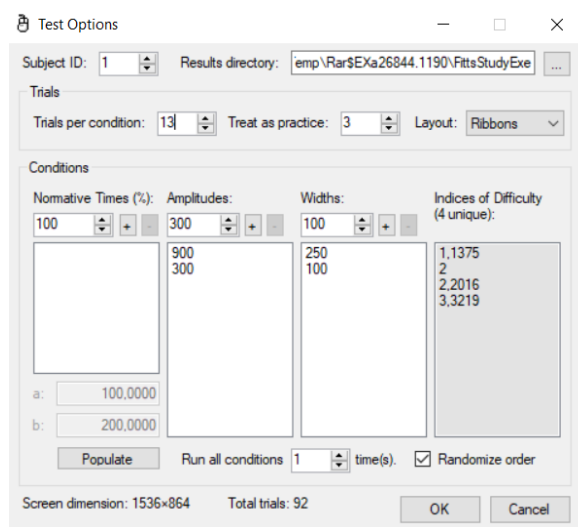 Test Options
Subject ID: 1 Results directory: emp\Rar$EXa26844.1190\FittsStudyExe ...
Trials
Trials per condition: 13 Treat as practice: 3 Layout: Ribbons
Conditions
Normative Times (%): Amplitudes: Widths: Indices of Difficulty
(4 unique):
100 + - 300 + - 100 + -
900 250 1,1375
300 100 2
2,2016
3,3219
a: 100,0000
b: 200,0000
Populate Run all conditions 1 time(s). Randomize order
Screen dimension: 1536×864 Total trials: 92 OK Cancel